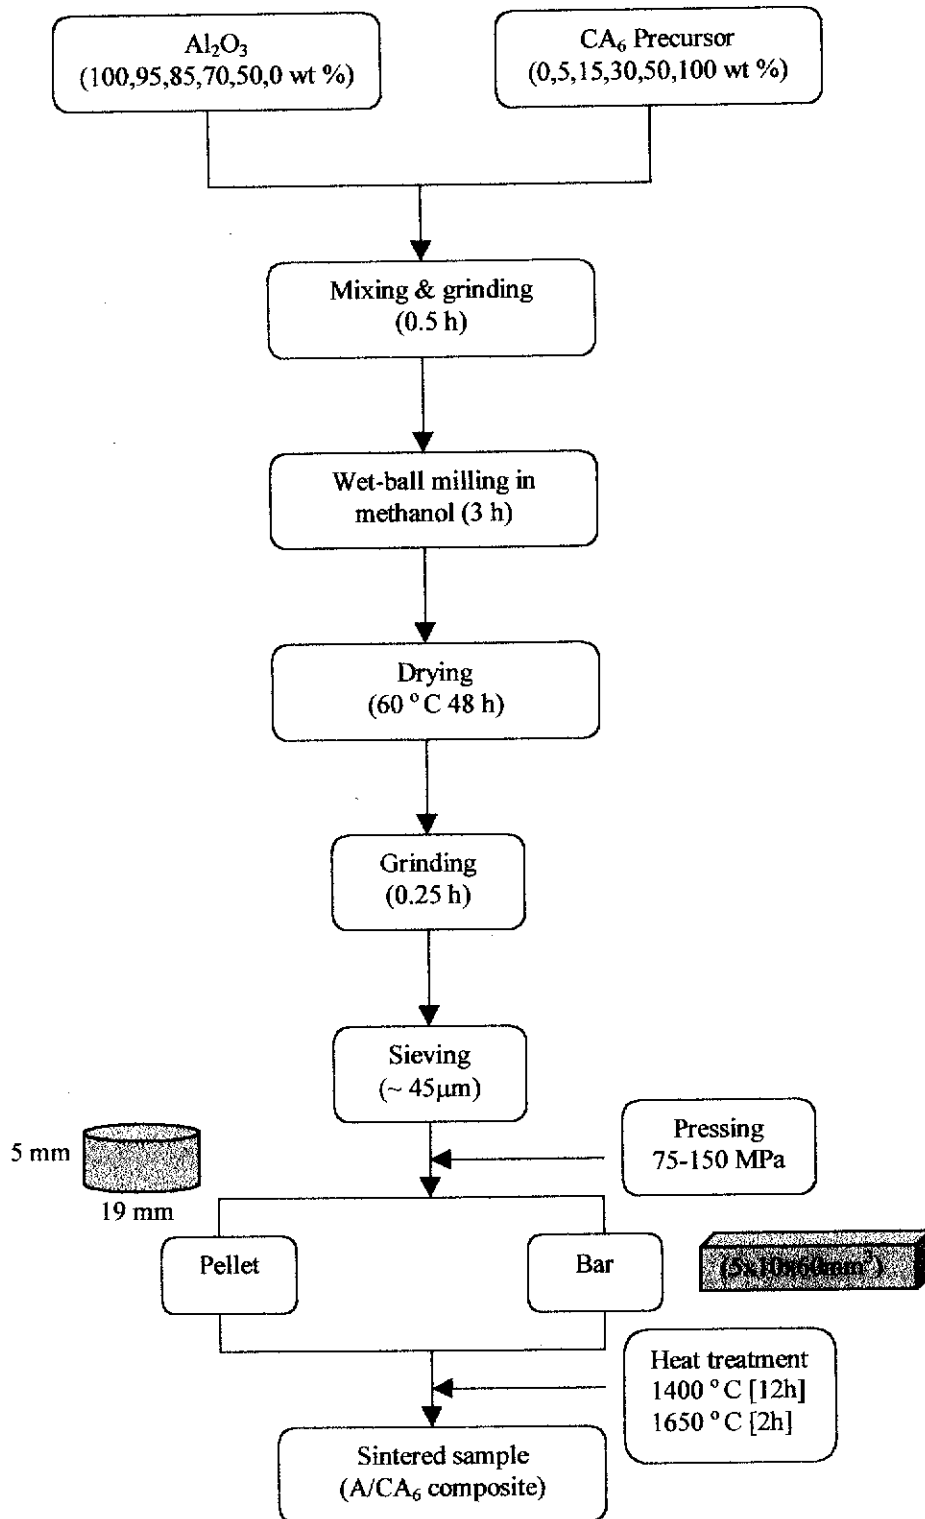 Al₂O₃
(100,95,85,70,50,0 wt %)
CA₆ Precursor
(0,5,15,30,50,100 wt %)
Mixing & grinding
(0.5 h)
Wet-ball milling in
methanol (3 h)
Drying
(60 °C 48 h)
Grinding
(0.25 h)
Sieving
(~ 45μm)
Pressing
75-150 MPa
5 mm
19 mm
Pellet
Bar
(5x10x60mm³)
Heat treatment
1400 °C [12h]
1650 °C [2h]
Sintered sample
(A/CA₆ composite)